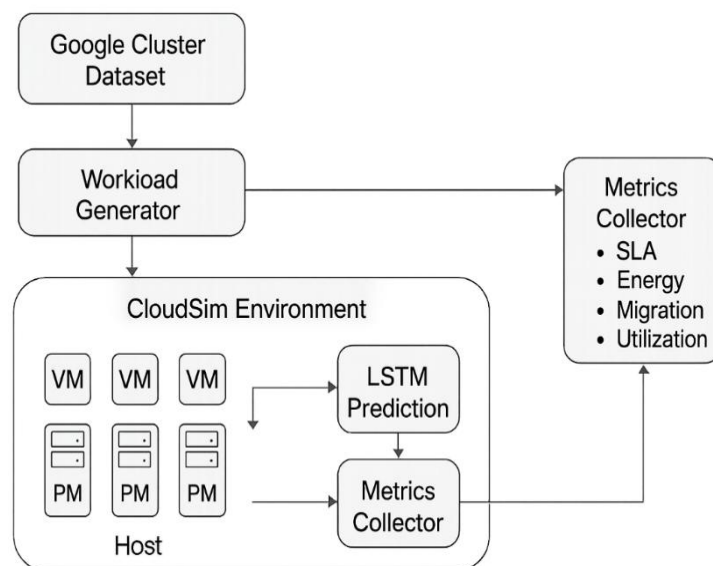 Google Cluster
Dataset
Workioad
Generator
Metrics
Collector
• SLA
• Energy
• Migration
• Utilization
CloudSim Environment
VM VM VM
LSTM
Prediction
PM PM PM
Metrics
Collector
Host